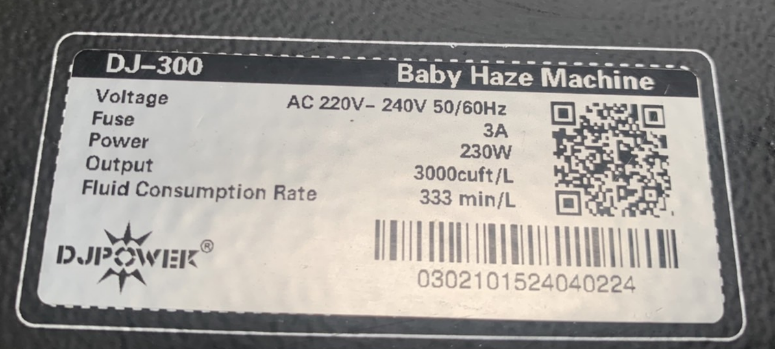 DJ-300 Baby Haze Machine
Voltage AC 220V- 240V 50/60Hz
Fuse 3A
Power 230W
Output 3000cuft/L
Fluid Consumption Rate 333 min/L
DJPOWER®
0302101524040224